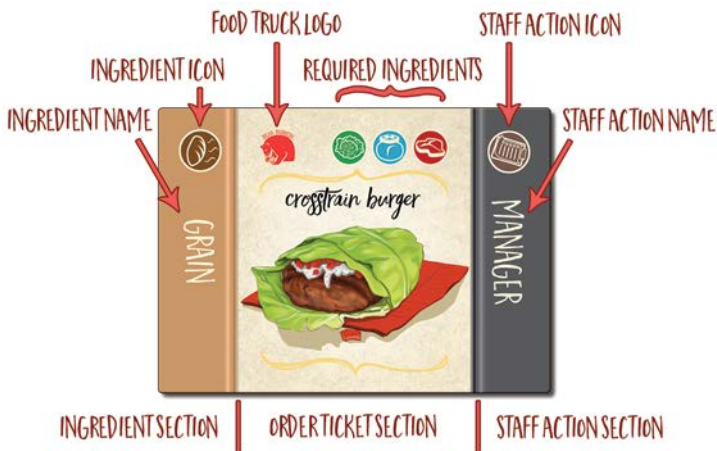 FOOD TRUCK LOGO
STAFF ACTION ICON
INGREDIENT ICON
REQUIRED INGREDIENTS
INGREDIENT NAME
STAFF ACTION NAME
GRAIN
crosstrain burger
MANAGER
INGREDIENT SECTION
ORDER TICKET SECTION
STAFF ACTION SECTION